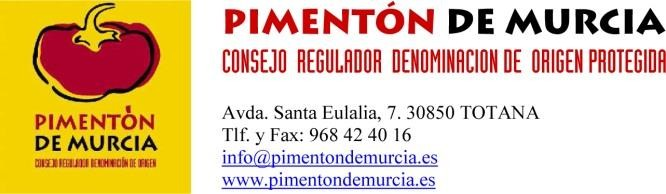 PIMENTÓN
DE MURCIA
CONSEJO REGULADOR DENOMINACIÓN DE ORIGEN
PIMENTÓN DE MURCIA
CONSEJO REGULADOR DENOMINACION DE ORIGEN PROTEGIDA
Avda. Santa Eulalia, 7. 30850 TOTANA
Tlf. y Fax: 968 42 40 16
info@pimentondemurcia.es
www.pimentondemurcia.es